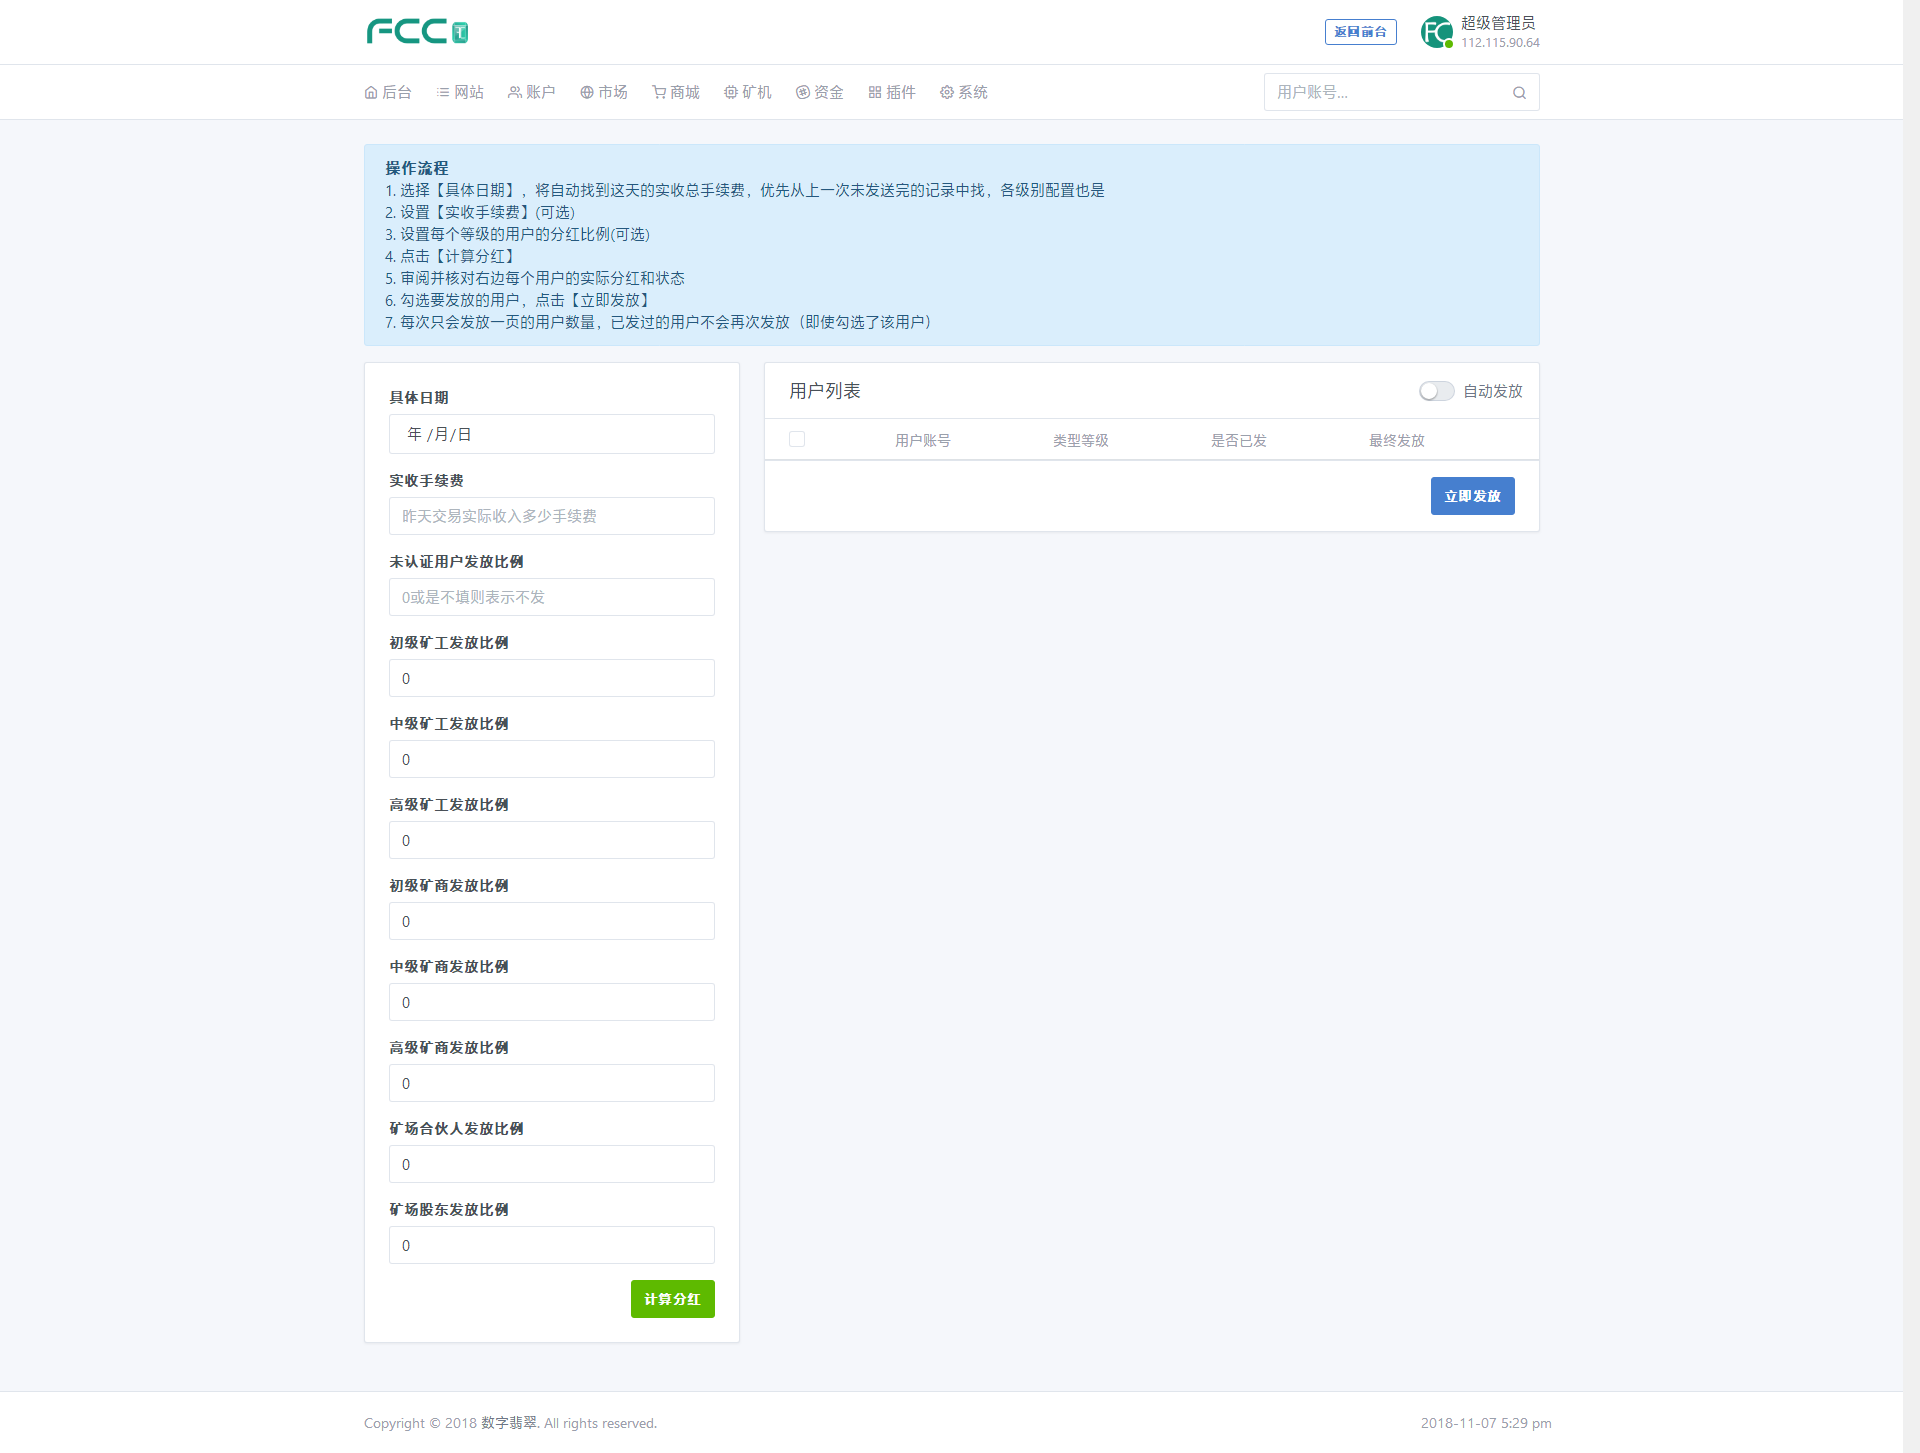 FCC
返回前台
FC
超级管理员
112.115.90.64
后台 网站 账户 市场 商城 矿机 资金 插件 系统
用户账号...
操作流程
1. 选择【具体日期】，将自动找到这天的实收总手续费，优先从上一次未发送完的记录中找，各级别配置也是
2. 设置【实收手续费】(可选)
3. 设置每个等级的用户的分红比例(可选)
4. 点击【计算分红】
5. 审阅并核对右边每个用户的实际分红和状态
6. 勾选要发放的用户，点击【立即发放】
7. 每次只会发放一页的用户数量，已发过的用户不会再次发放（即使勾选了该用户）
具体日期
年 /月/日
实收手续费
昨天交易实际收入多少手续费
未认证用户发放比例
0或是不填则表示不发
初级矿工发放比例
0
中级矿工发放比例
0
高级矿工发放比例
0
初级矿商发放比例
0
中级矿商发放比例
0
高级矿商发放比例
0
矿场合伙人发放比例
0
矿场股东发放比例
0
计算分红
用户列表
自动发放
用户账号 类型等级 是否已发 最终发放
立即发放
Copyright © 2018 数字翡翠. All rights reserved.
2018-11-07 5:29 pm